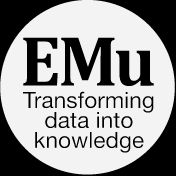 EMu
Transforming
data into
knowledge